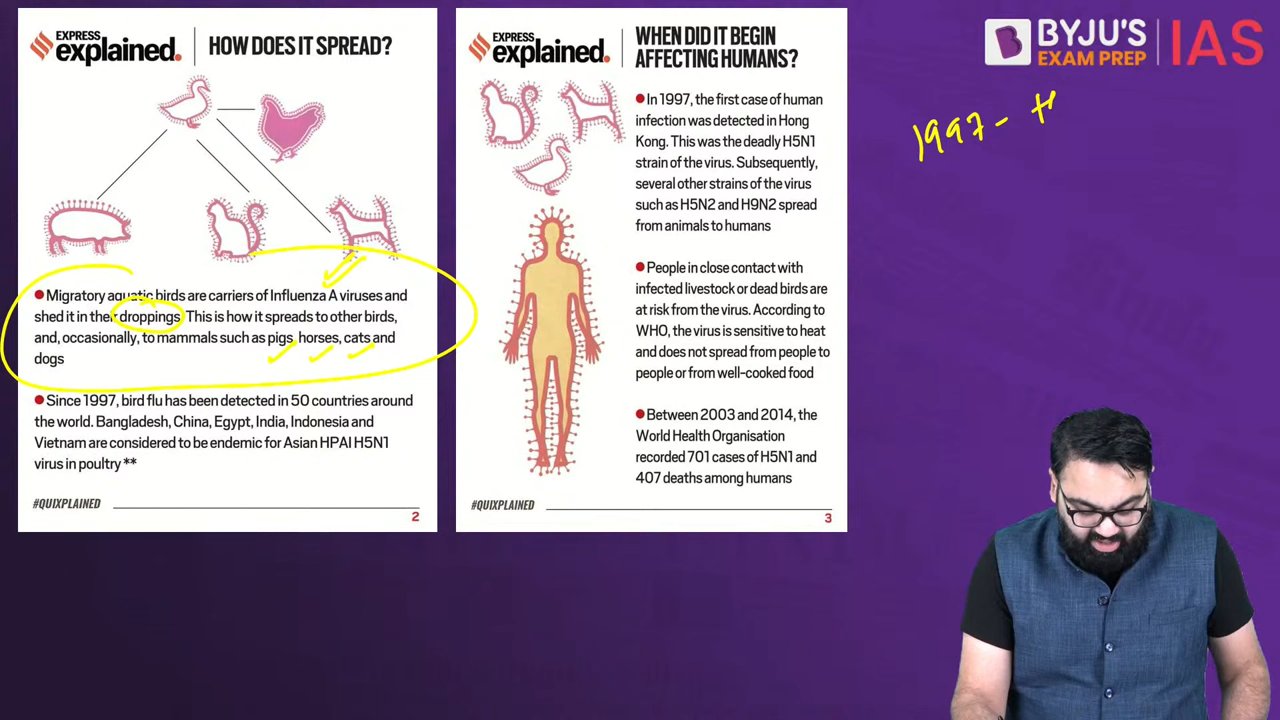 EXPRESS
explained.
HOW DOES IT SPREAD?
Migratory aquatic birds are carriers of Influenza A viruses and
shed it in their droppings. This is how it spreads to other birds,
and, occasionally, to mammals such as pigs, horses, cats and
dogs
Since 1997, bird flu has been detected in 50 countries around
the world. Bangladesh, China, Egypt, India, Indonesia and
Vietnam are considered to be endemic for Asian HPAI H5N1
virus in poultry **
#QUIXPLAINED
2
EXPRESS
explained.
WHEN DID IT BEGIN
AFFECTING HUMANS?
In 1997, the first case of human
infection was detected in Hong
Kong. This was the deadly H5N1
strain of the virus. Subsequently,
several other strains of the virus
such as H5N2 and H9N2 spread
from animals to humans
People in close contact with
infected livestock or dead birds are
at risk from the virus. According to
WHO, the virus is sensitive to heat
and does not spread from people to
people or from well-cooked food
Between 2003 and 2014, the
World Health Organisation
recorded 701 cases of H5N1 and
407 deaths among humans
#QUIXPLAINED
3
BYJU'S
EXAM PREP
IAS
1997 -